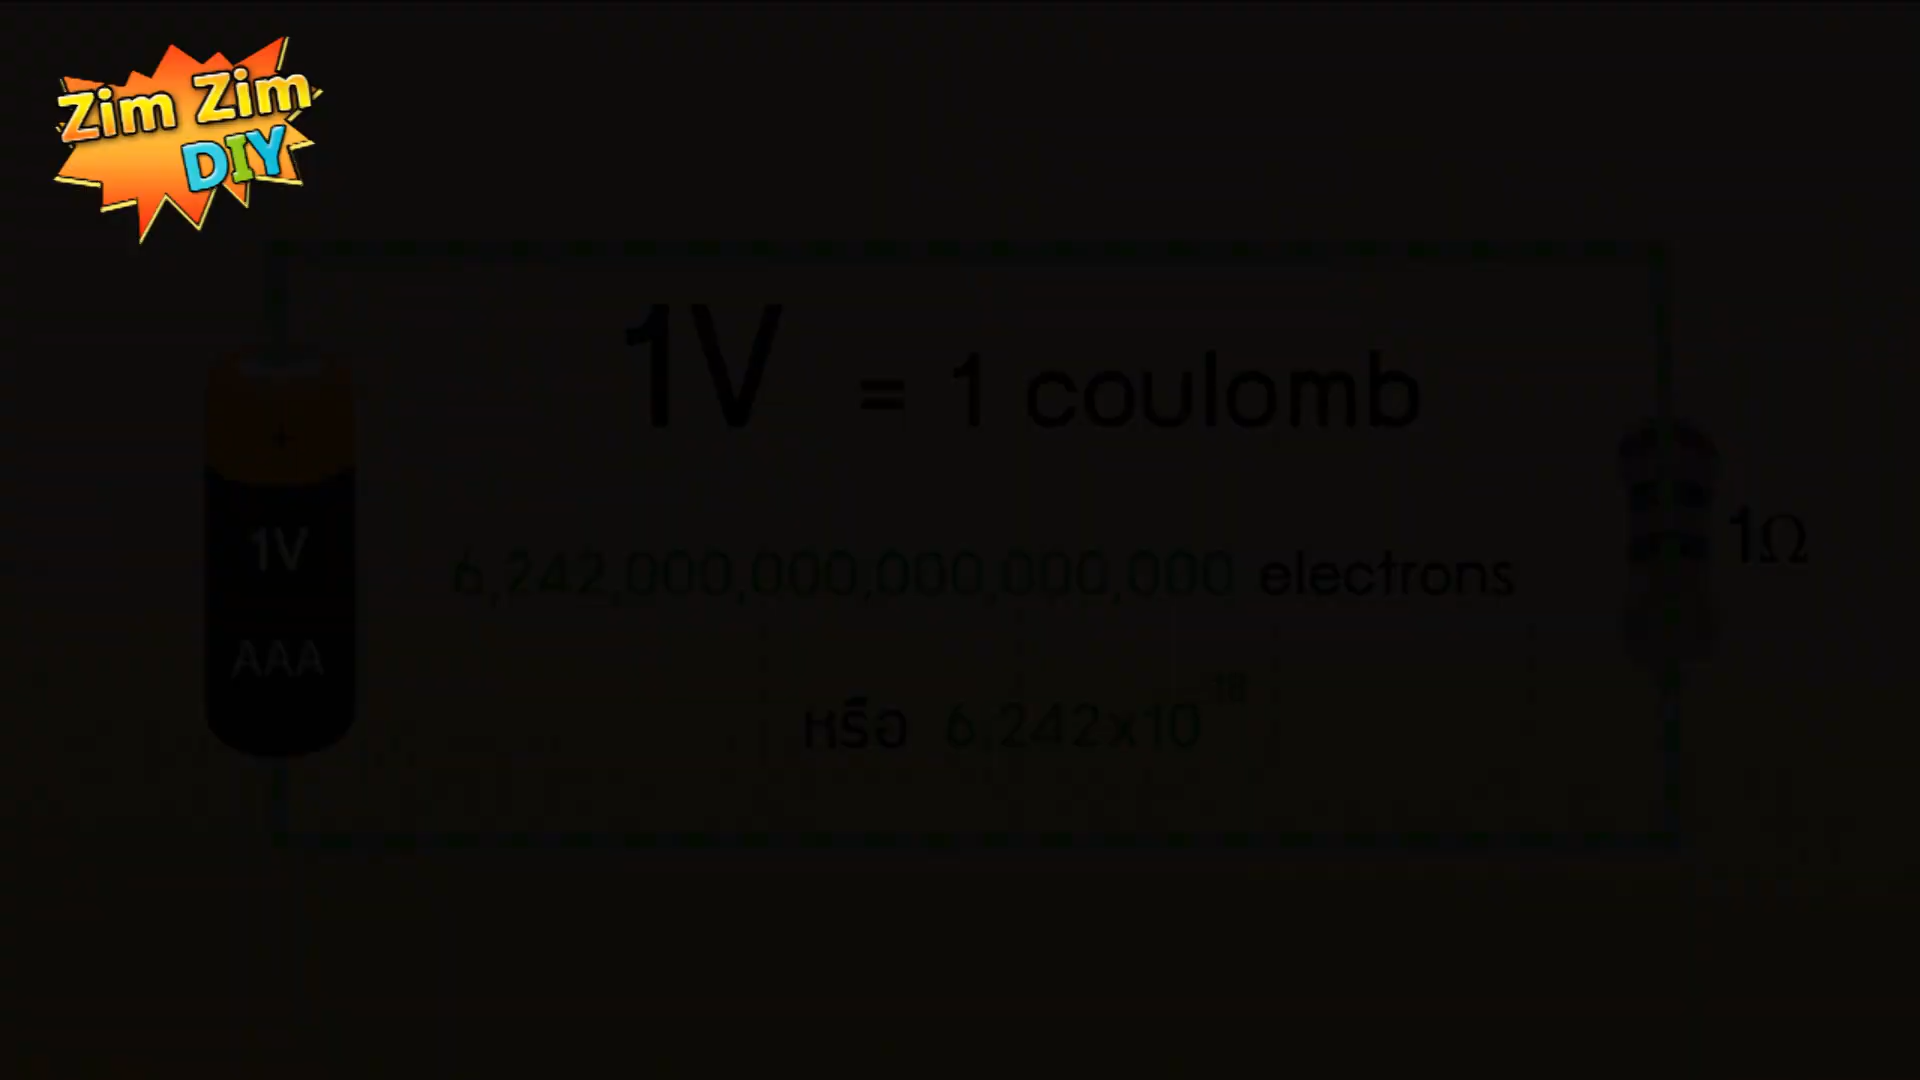 Zim Zim
DIY
1V = 1 coulomb
+
1V
AAA
1Ω
6,242,000,000,000,000,000 electrons
หรือ 6.242x10¹⁸